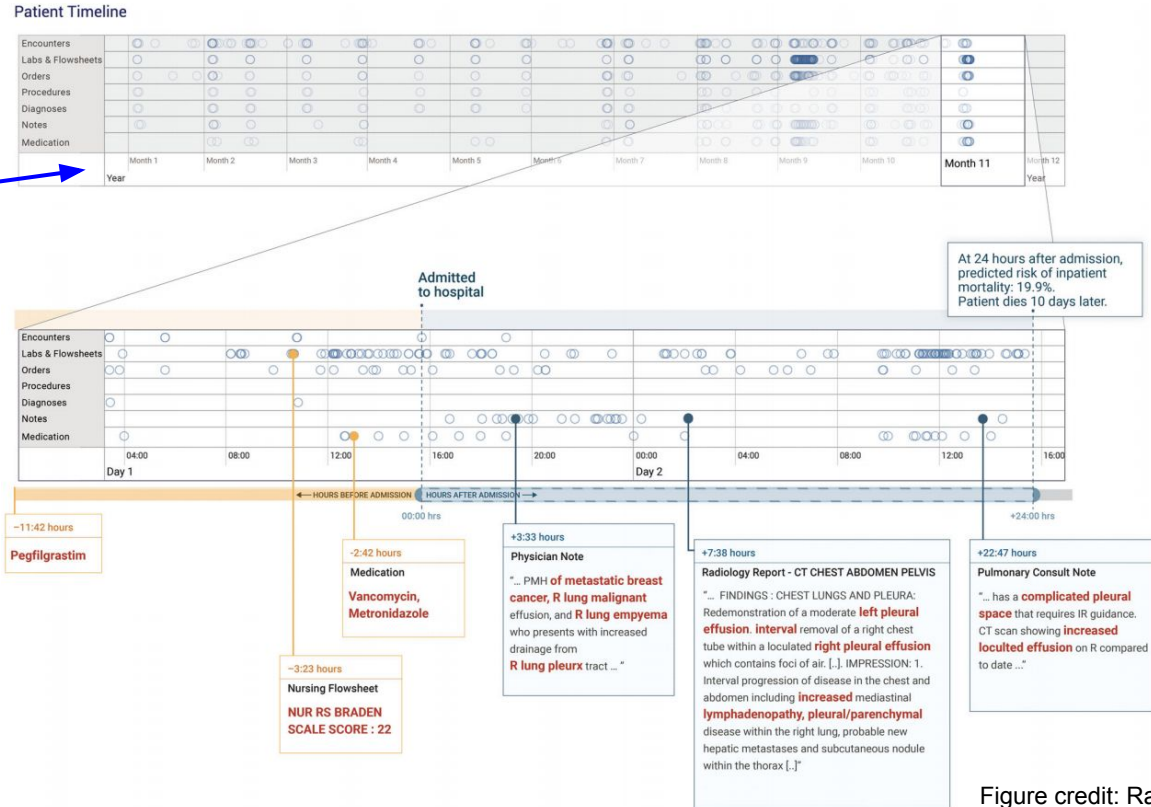 Patient Timeline
Encounters
Labs & Flowsheets
Orders
Procedures
Diagnoses
Notes
Medication
Month 1
Month 2
Month 3
Month 4
Month 5
Month 6
Month 7
Month 8
Month 9
Month 10
Month 11
Month 12
Year
Year
At 24 hours after admission,
predicted risk of inpatient
mortality: 19.9%.
Patient dies 10 days later.
Admitted
to hospital
Encounters
Labs & Flowsheets
Orders
Procedures
Diagnoses
Notes
Medication
04:00
08:00
12:00
16:00
20:00
00:00
04:00
08:00
12:00
16:00
Day 1
Day 2
HOURS BEFORE ADMISSION
HOURS AFTER ADMISSION
00:00 hrs
+24:00 hrs
−11:42 hours
Pegfilgrastim
-2:42 hours
Medication
Vancomycin,
Metronidazole
−3:23 hours
Nursing Flowsheet
NUR RS BRADEN
SCALE SCORE : 22
+3:33 hours
Physician Note
“... PMH of metastatic breast
cancer, R lung malignant
effusion, and R lung empyema
who presents with increased
drainage from
R lung pleurx tract ... “
+7:38 hours
Radiology Report - CT CHEST ABDOMEN PELVIS
“... FINDINGS : CHEST LUNGS AND PLEURA:
Redemonstration of a moderate left pleural
effusion. interval removal of a right chest
tube within a loculated right pleural effusion
which contains foci of air. [..]. IMPRESSION: 1.
Interval progression of disease in the chest and
abdomen including increased mediastinal
lymphadenopathy, pleural/parenchymal
disease within the right lung, probable new
hepatic metastases and subcutaneous nodule
within the thorax [..]”
+22:47 hours
Pulmonary Consult Note
“... has a complicated pleural
space that requires IR guidance.
CT scan showing increased
loculted effusion on R compared
to date ...”
Figure credit: Ra